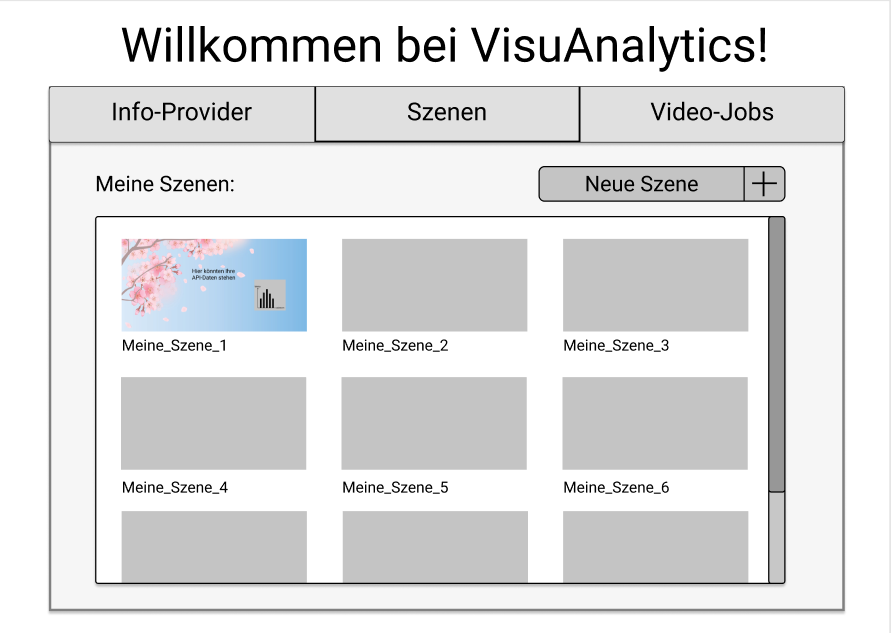 Willkommen bei VisuAnalytics!
Info-Provider
Szenen
Video-Jobs
Meine Szenen:
Neue Szene
Hier könnten Ihre
API-Daten stehen
Meine_Szene_1
Meine_Szene_2
Meine_Szene_3
Meine_Szene_4
Meine_Szene_5
Meine_Szene_6